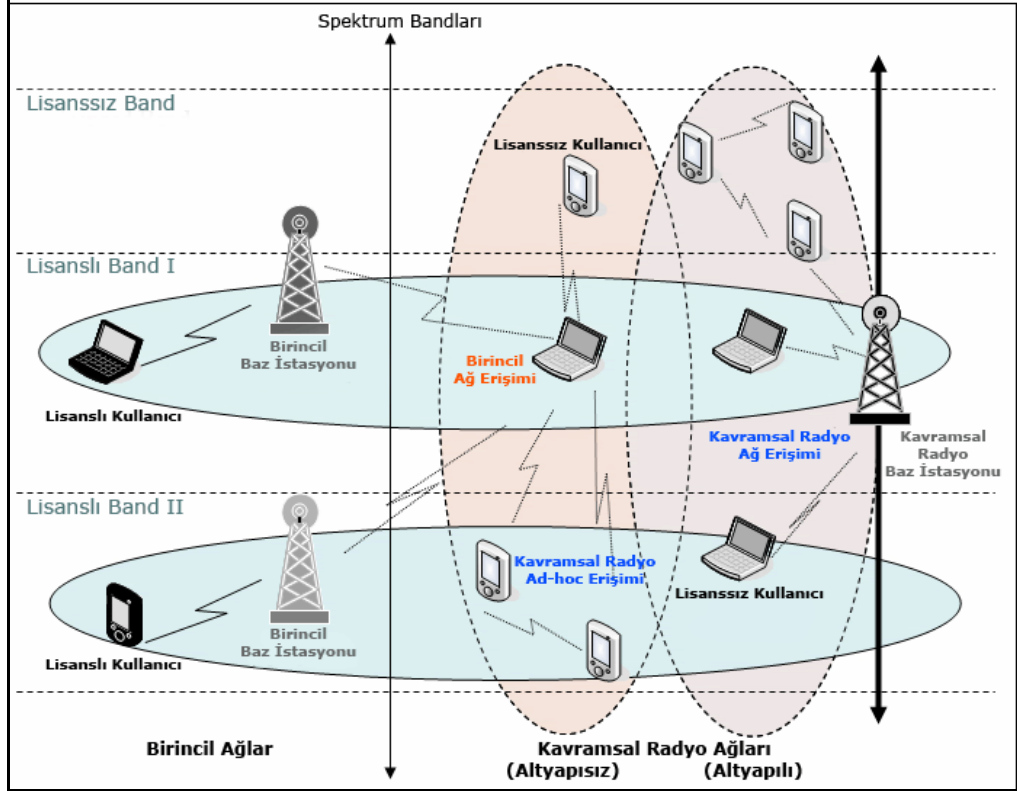 Spektrum Bandları
Lisanssız Band
Lisanssız Kullanıcı
Lisanslı Band I
Birincil
Baz İstasyonu
Birincil
Ağ Erişimi
Lisanslı Kullanıcı
Kavramsal Radyo
Ağ Erişimi
Kavramsal
Radyo
Baz İstasyonu
Lisanslı Band II
Kavramsal Radyo
Ad-hoc Erişimi
Lisanssız Kullanıcı
Birincil
Baz İstasyonu
Lisanslı Kullanıcı
Birincil Ağlar
Kavramsal Radyo Ağları
(Altyapısız)
(Altyapılı)